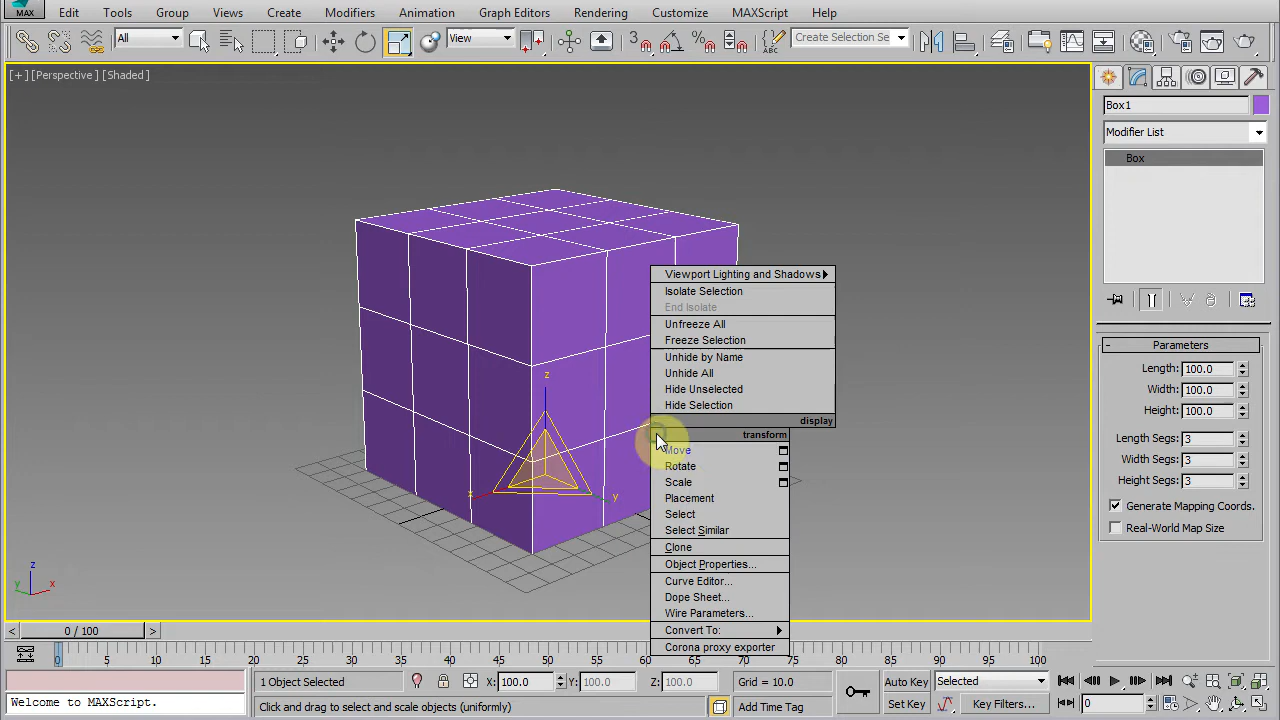 MAX
Edit Tools Group Views Create Modifiers Animation Graph Editors Rendering Customize MAXScript Help
All View 3 Create Selection Se
[+] [Perspective] [Shaded]
Box1
Modifier List
Box
Viewport Lighting and Shadows
Isolate Selection
End Isolate
Unfreeze All
Freeze Selection
Unhide by Name
Unhide All
Hide Unselected
Hide Selection
display
transform
Move
Rotate
Scale
Placement
Select
Select Similar
Clone
Object Properties...
Curve Editor...
Dope Sheet...
Wire Parameters...
Convert To:
Corona proxy exporter
z
x
y
z
y
x
- Parameters
Length: 100.0
Width: 100.0
Height: 100.0
Length Segs: 3
Width Segs: 3
Height Segs: 3
Generate Mapping Coords.
Real-World Map Size
< 0 / 100 >
0 5 10 15 20 25 30 35 40 45 50 55 60 65 70 75 80 85 90 95 100
1 Object Selected X: 100.0 Y: 100.0 Z: 100.0 Grid = 10.0 Auto Key Selected
Welcome to MAXScript. Click and drag to select and scale objects (uniformly) Add Time Tag Set Key Key Filters... 0